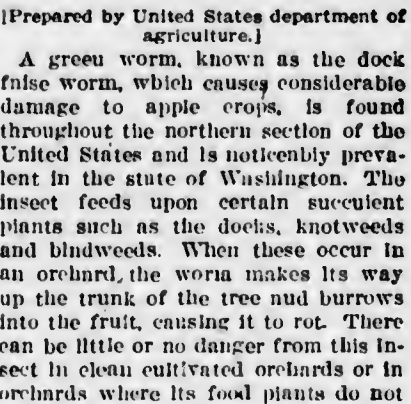 [Prepared by United States department of
agriculture.]
A green worm, known as the dock
false worm, which causes considerable
damage to apple crops, is found
throughout the northern section of the
United States and is noticeably preva-
lent in the state of Washington. The
insect feeds upon certain succulent
plants such as the docks, knotweeds
and bindweeds. When these occur in
an orchard, the worm makes its way
up the trunk of the tree and burrows
into the fruit, causing it to rot. There
can be little or no danger from this in-
sect in clean cultivated orchards or in
orchards where its food plants do not